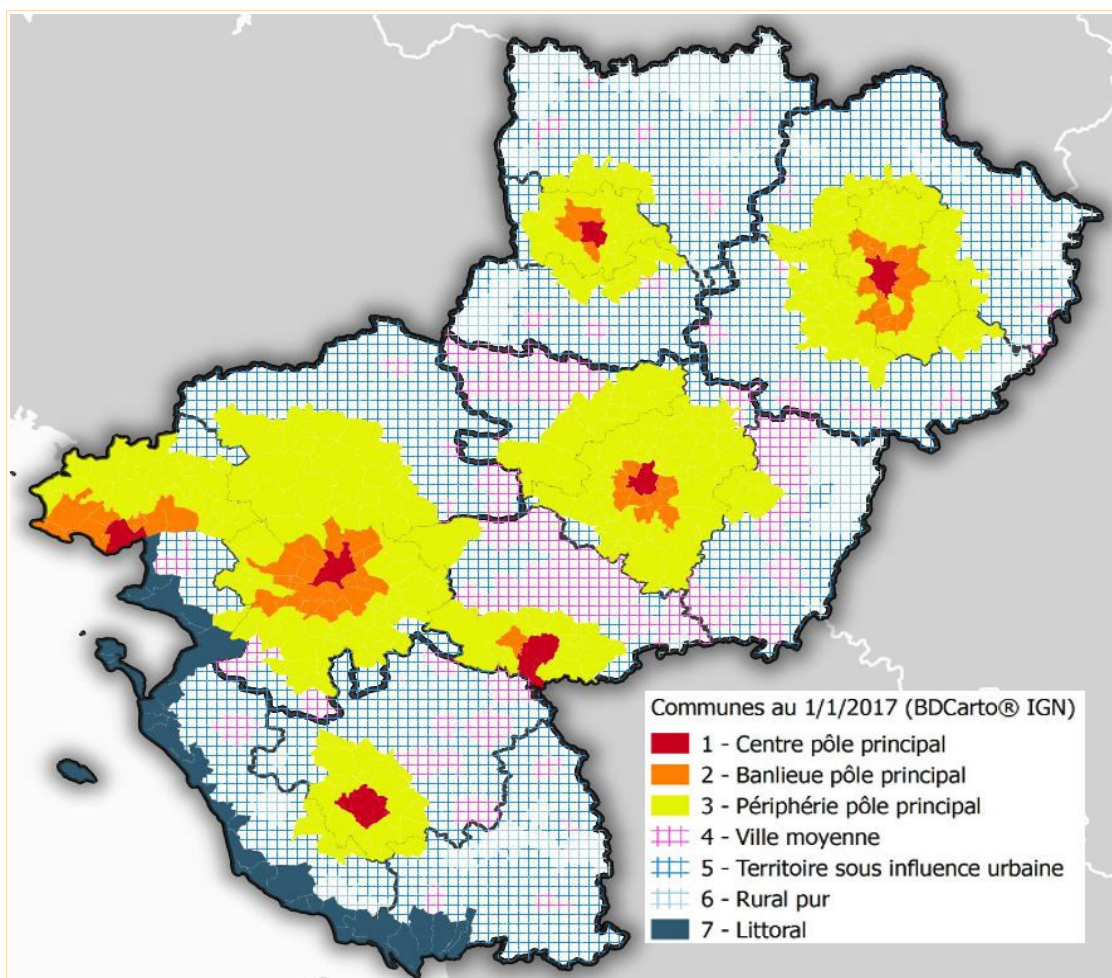 Communes au 1/1/2017 (BDCarto® IGN)
1 - Centre pôle principal
2 - Banlieue pôle principal
3 - Périphérie pôle principal
4 - Ville moyenne
5 - Territoire sous influence urbaine
6 - Rural pur
7 - Littoral